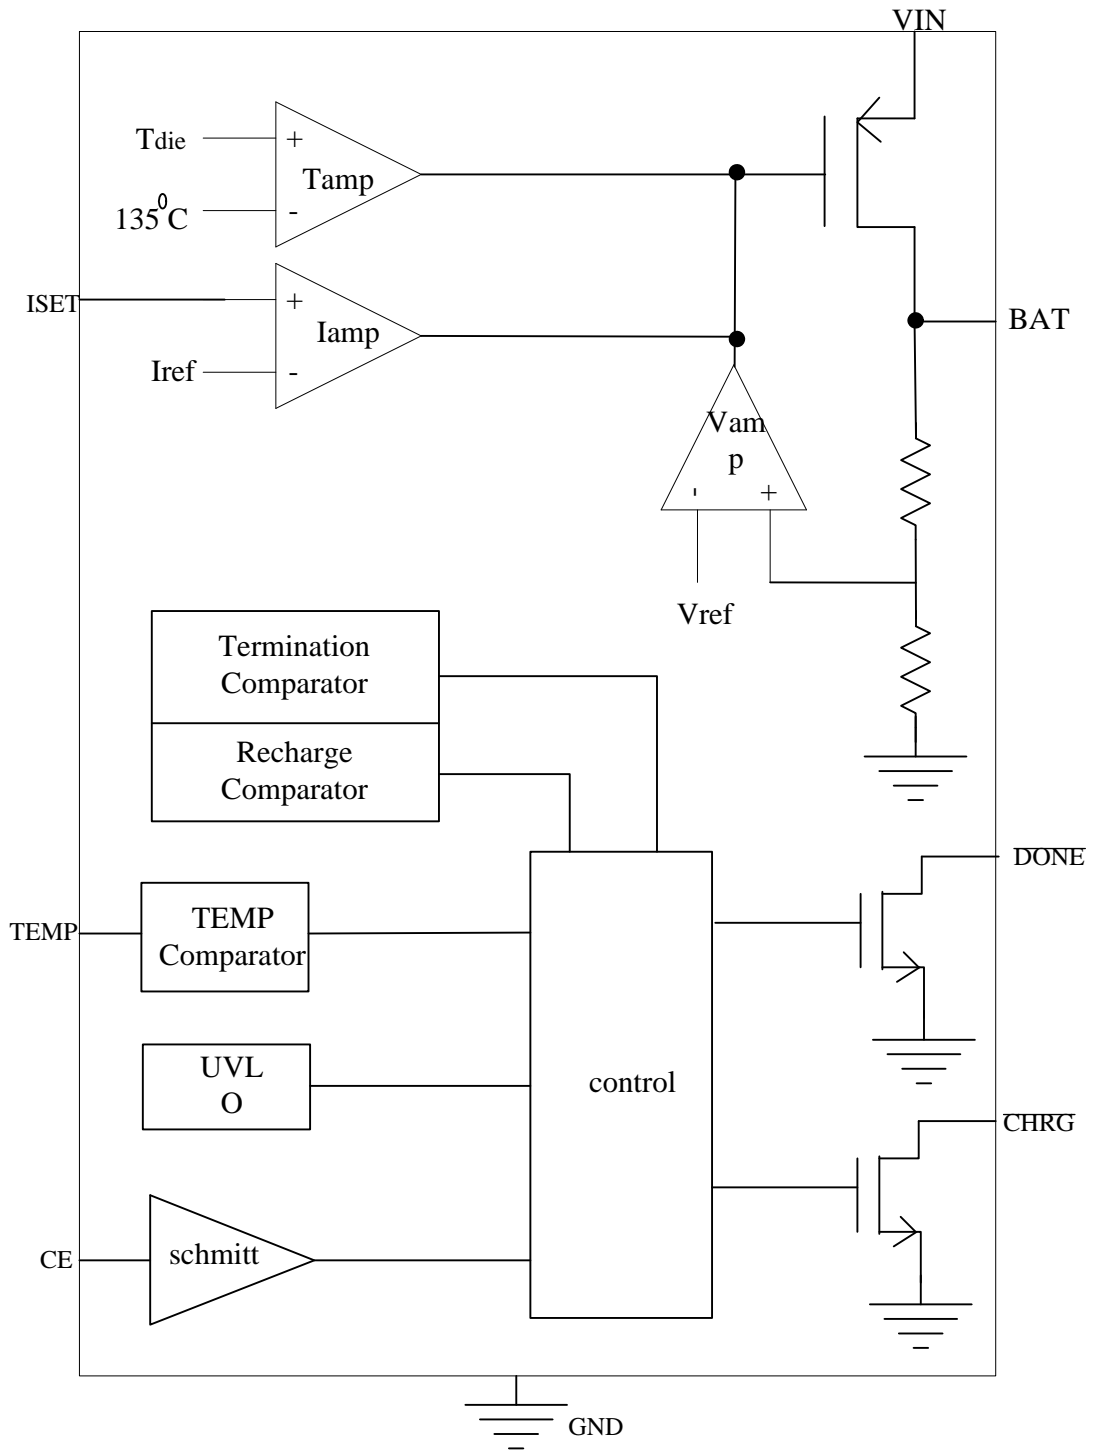 VIN
Tdie
+
Tamp
135⁰C
-
ISET
+
Iamp
BAT
Iref
-
Vam
p
-
+
Vref
Termination
Comparator
Recharge
Comparator
DONE
TEMP
TEMP
Comparator
UVL
O
control
CHRG
CE
schmitt
GND